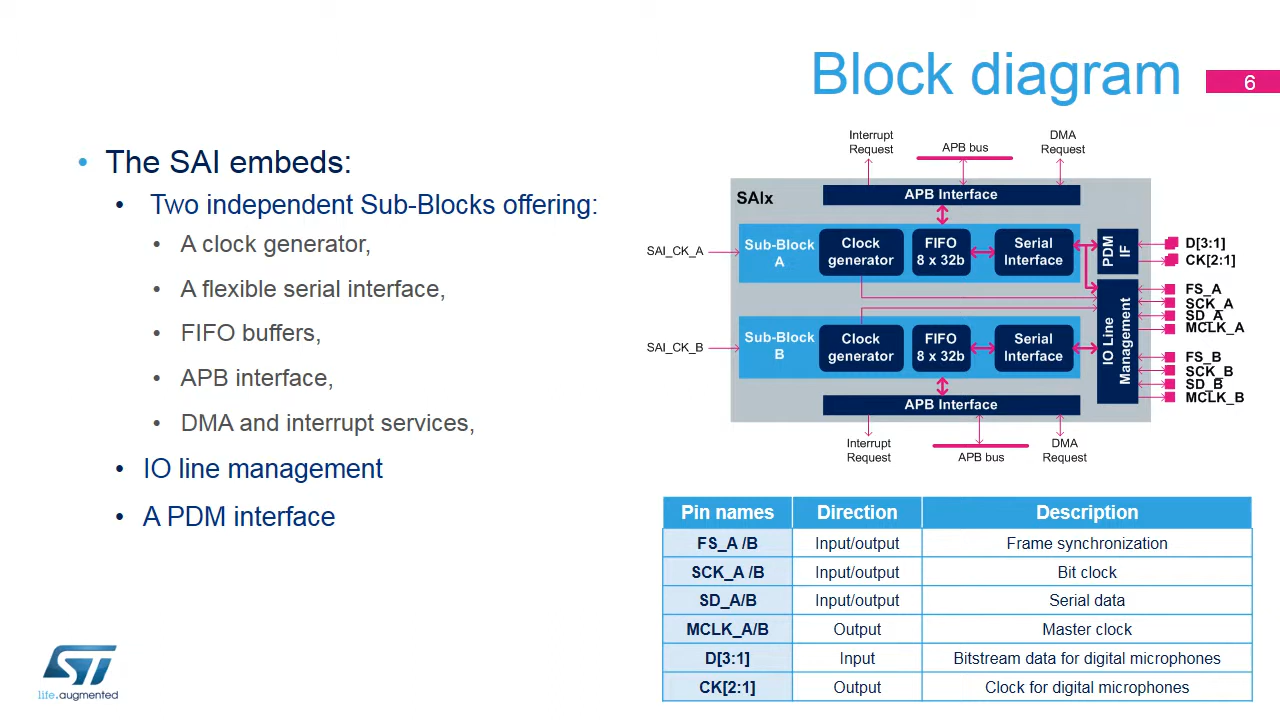 Block diagram
6
• The SAI embeds:
• Two independent Sub-Blocks offering:
• A clock generator,
• A flexible serial interface,
• FIFO buffers,
• APB interface,
• DMA and interrupt services,
• IO line management
• A PDM interface
Interrupt Request
APB bus
DMA Request
SAIx
APB Interface
SAI_CK_A
Sub-Block A
Clock generator
FIFO 8 x 32b
Serial Interface
PDM IF
D[3:1]
CK[2:1]
FS_A
SCK_A
SD_A
MCLK_A
IO Line Management
SAI_CK_B
Sub-Block B
Clock generator
FIFO 8 x 32b
Serial Interface
FS_B
SCK_B
SD_B
MCLK_B
APB Interface
Interrupt Request
APB bus
DMA Request
Pin names Direction Description
FS_A /B Input/output Frame synchronization
SCK_A /B Input/output Bit clock
SD_A/B Input/output Serial data
MCLK_A/B Output Master clock
D[3:1] Input Bitstream data for digital microphones
CK[2:1] Output Clock for digital microphones
ST
life.augmented